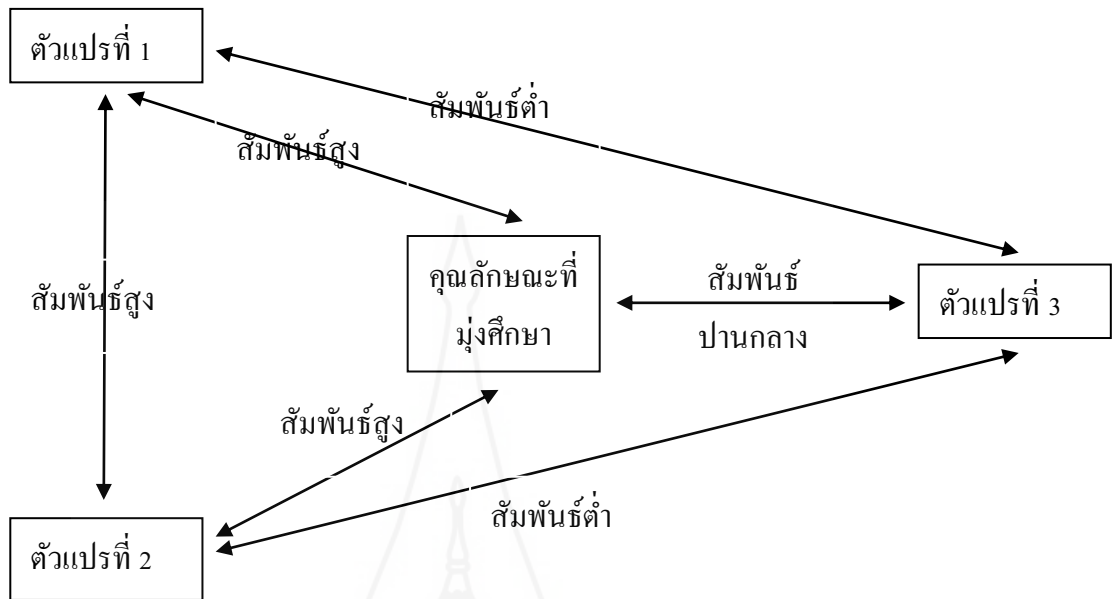 ตัวแปรที่ 1
สัมพันธ์ต่ำ
สัมพันธ์สูง
คุณลักษณะที่
มุ่งศึกษา
สัมพันธ์
ปานกลาง
ตัวแปรที่ 3
สัมพันธ์สูง
สัมพันธ์สูง
สัมพันธ์ต่ำ
ตัวแปรที่ 2